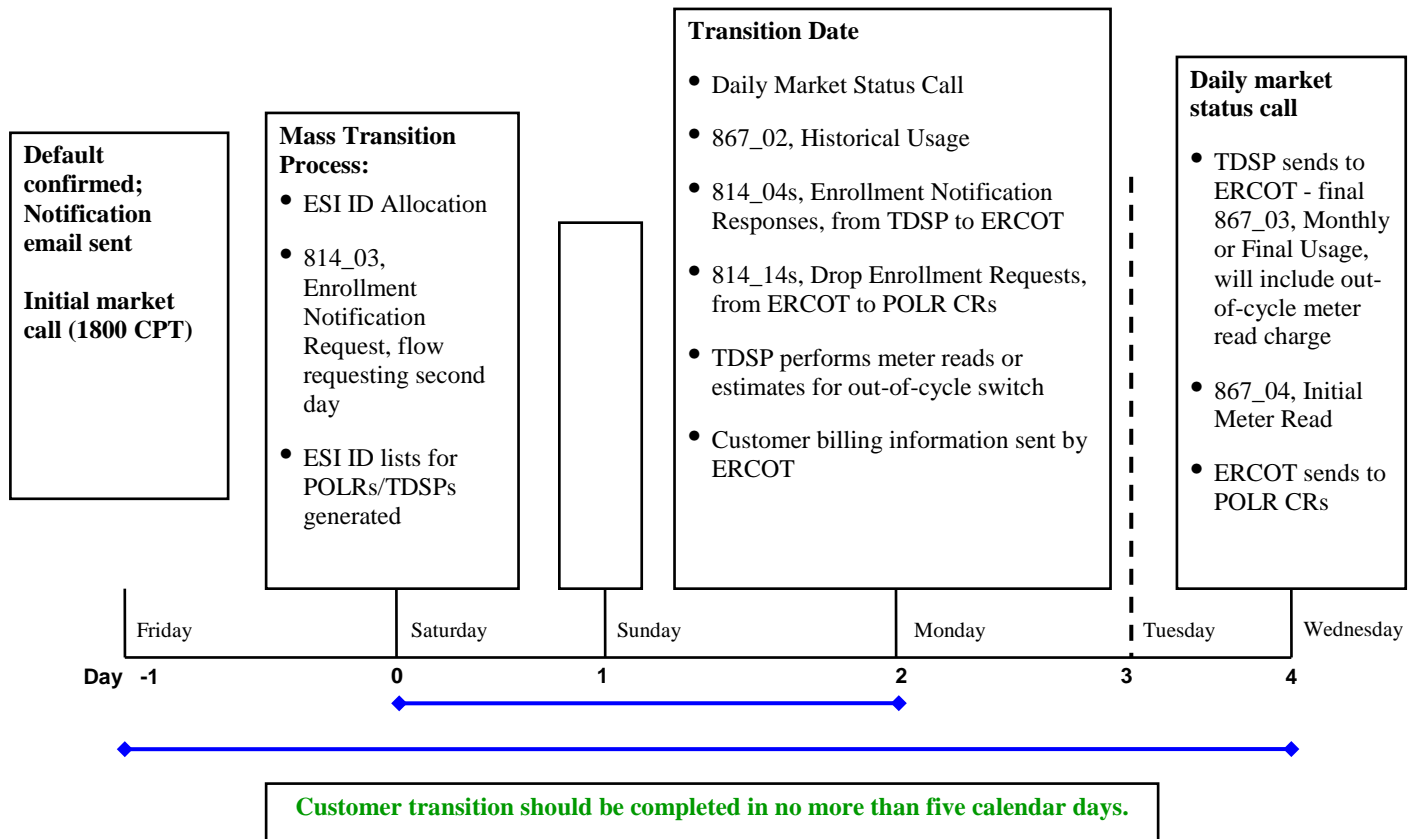 Default
confirmed;
Notification
email sent
Initial market
call (1800 CPT)
Mass Transition
Process:
• ESI ID Allocation
• 814_03,
Enrollment
Notification
Request, flow
requesting second
day
• ESI ID lists for
POLRs/TDSPs
generated
Transition Date
• Daily Market Status Call
• 867_02, Historical Usage
• 814_04s, Enrollment Notification
Responses, from TDSP to ERCOT
• 814_14s, Drop Enrollment Requests,
from ERCOT to POLR CRs
• TDSP performs meter reads or
estimates for out-of-cycle switch
• Customer billing information sent by
ERCOT
Daily market
status call
• TDSP sends to
ERCOT - final
867_03, Monthly
or Final Usage,
will include out-
of-cycle meter
read charge
• 867_04, Initial
Meter Read
• ERCOT sends to
POLR CRs
Friday Saturday Sunday Monday Tuesday Wednesday
Day -1 0 1 2 3 4
Customer transition should be completed in no more than five calendar days.